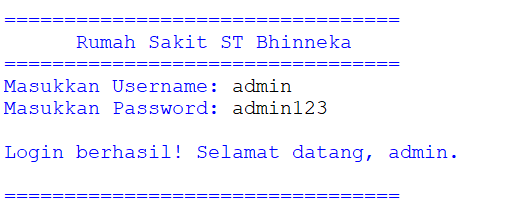 =================================
Rumah Sakit ST Bhinneka
=================================
Masukkan Username: admin
Masukkan Password: admin123
Login berhasil! Selamat datang, admin.
=================================